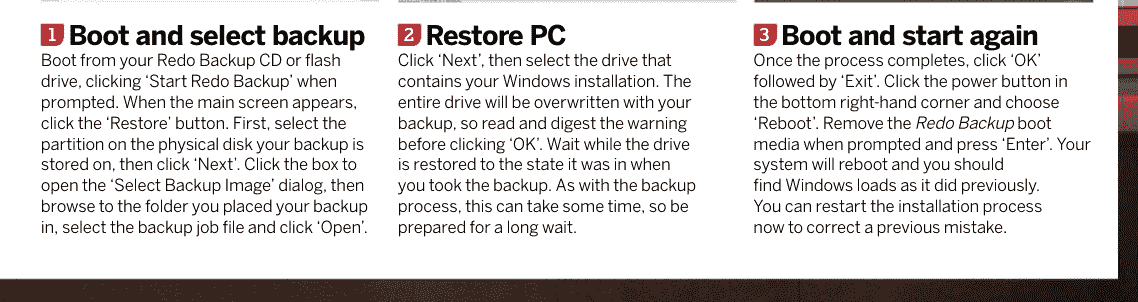 1 Boot and select backup
Boot from your Redo Backup CD or flash
drive, clicking ‘Start Redo Backup’ when
prompted. When the main screen appears,
click the ‘Restore’ button. First, select the
partition on the physical disk your backup is
stored on, then click ‘Next’. Click the box to
open the ‘Select Backup Image’ dialog, then
browse to the folder you placed your backup
in, select the backup job file and click ‘Open’.
2 Restore PC
Click ‘Next’, then select the drive that
contains your Windows installation. The
entire drive will be overwritten with your
backup, so read and digest the warning
before clicking ‘OK’. Wait while the drive
is restored to the state it was in when
you took the backup. As with the backup
process, this can take some time, so be
prepared for a long wait.
3 Boot and start again
Once the process completes, click ‘OK’
followed by ‘Exit’. Click the power button in
the bottom right-hand corner and choose
‘Reboot’. Remove the Redo Backup boot
media when prompted and press ‘Enter’. Your
system will reboot and you should
find Windows loads as it did previously.
You can restart the installation process
now to correct a previous mistake.